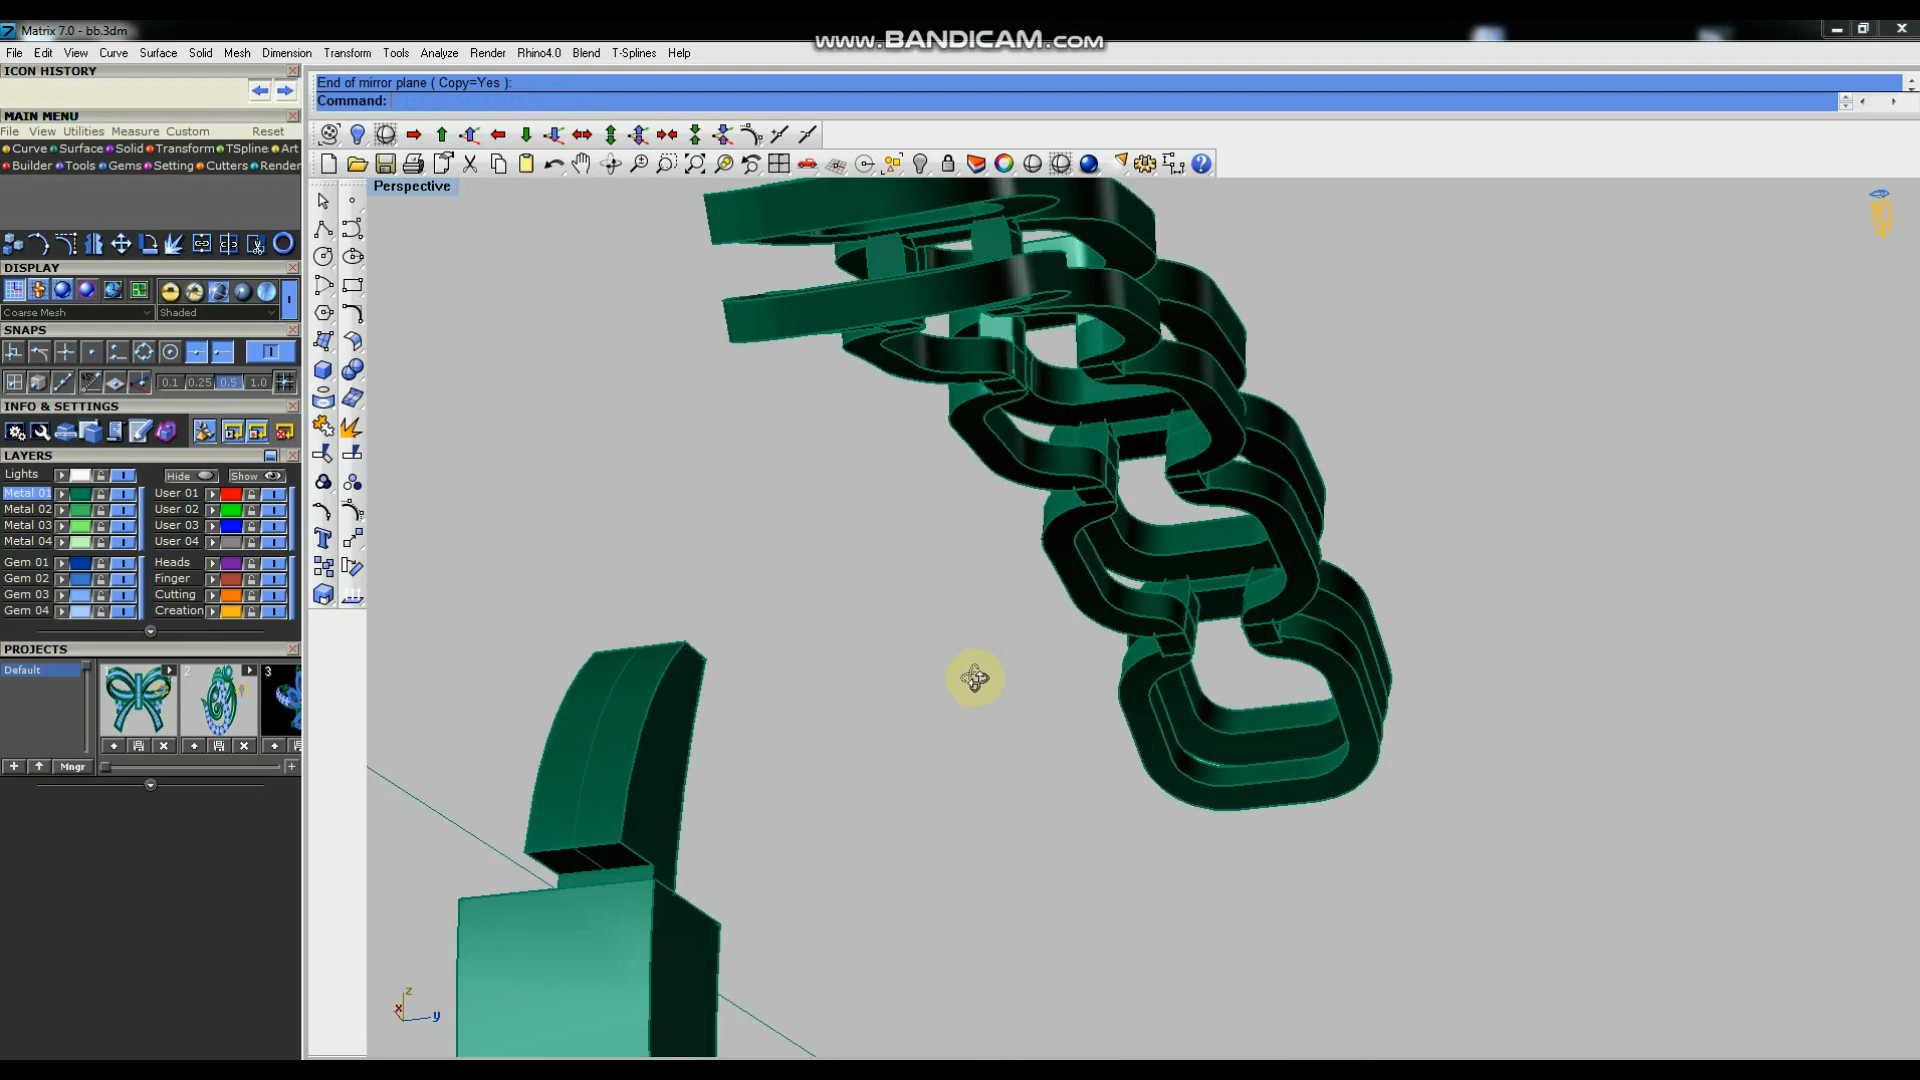 Matrix 7.0 - bb.3dm
www.BANDICAM.com
File Edit View Curve Surface Solid Mesh Dimension Transform Tools Analyze Render Rhino4.0 Blend T-Splines Help
ICON HISTORY
End of mirror plane ( Copy=Yes ):
Command:
MAIN MENU
File View Utilities Measure Custom Reset
Curve Surface Solid Transform TSpline Art
Builder Tools Gems Setting Cutters Render
Perspective
DISPLAY
Coarse Mesh Shaded
SNAPS
0.1 0.25 0.5 1.0
INFO & SETTINGS
LAYERS
Lights Hide Show
Metal 01 User 01
Metal 02 User 02
Metal 03 User 03
Metal 04 User 04
Gem 01 Heads
Gem 02 Finger
Gem 03 Cutting
Gem 04 Creation
PROJECTS
Default 1 2 3
Mngr
z
x y